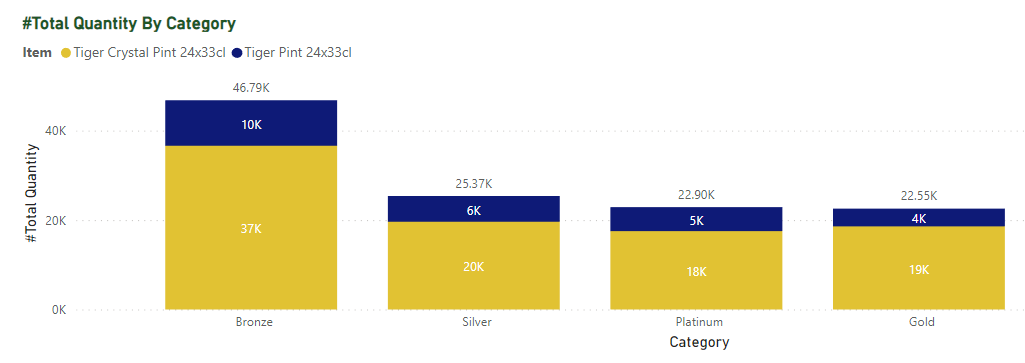 #Total Quantity By Category
Item Tiger Crystal Pint 24x33cl Tiger Pint 24x33cl
#Total Quantity
40K
20K
0K
46.79K
10K
37K
25.37K
6K
20K
22.90K
5K
18K
22.55K
4K
19K
Bronze Silver Platinum Gold
Category